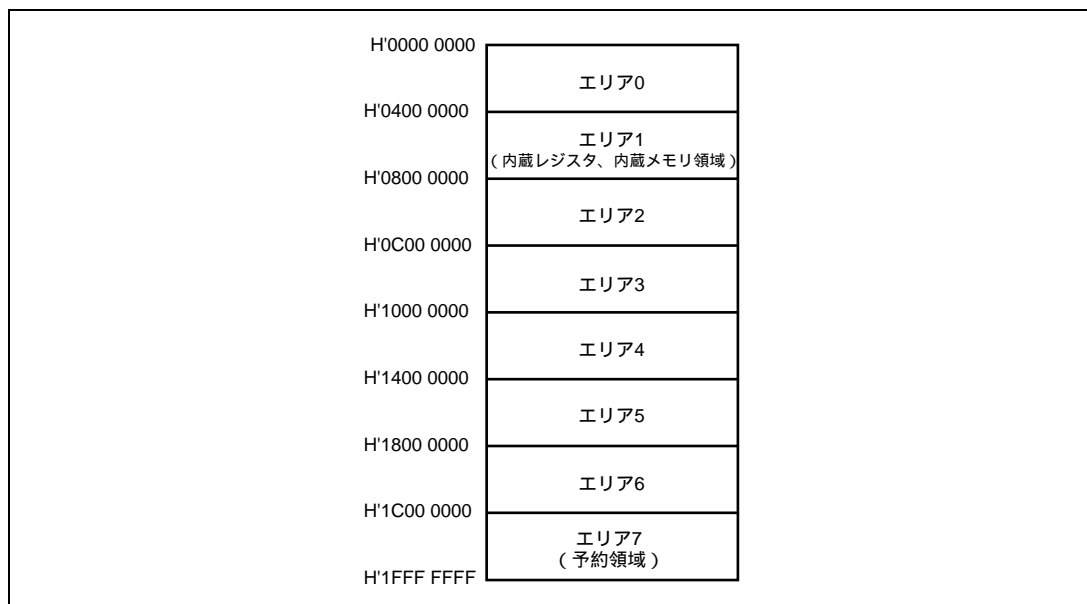 H'0000 0000
エリア0
H'0400 0000
エリア1
(内蔵レジスタ、内蔵メモリ領域)
H'0800 0000
エリア2
H'0C00 0000
エリア3
H'1000 0000
エリア4
H'1400 0000
エリア5
H'1800 0000
エリア6
H'1C00 0000
エリア7
(予約領域)
H'1FFF FFFF